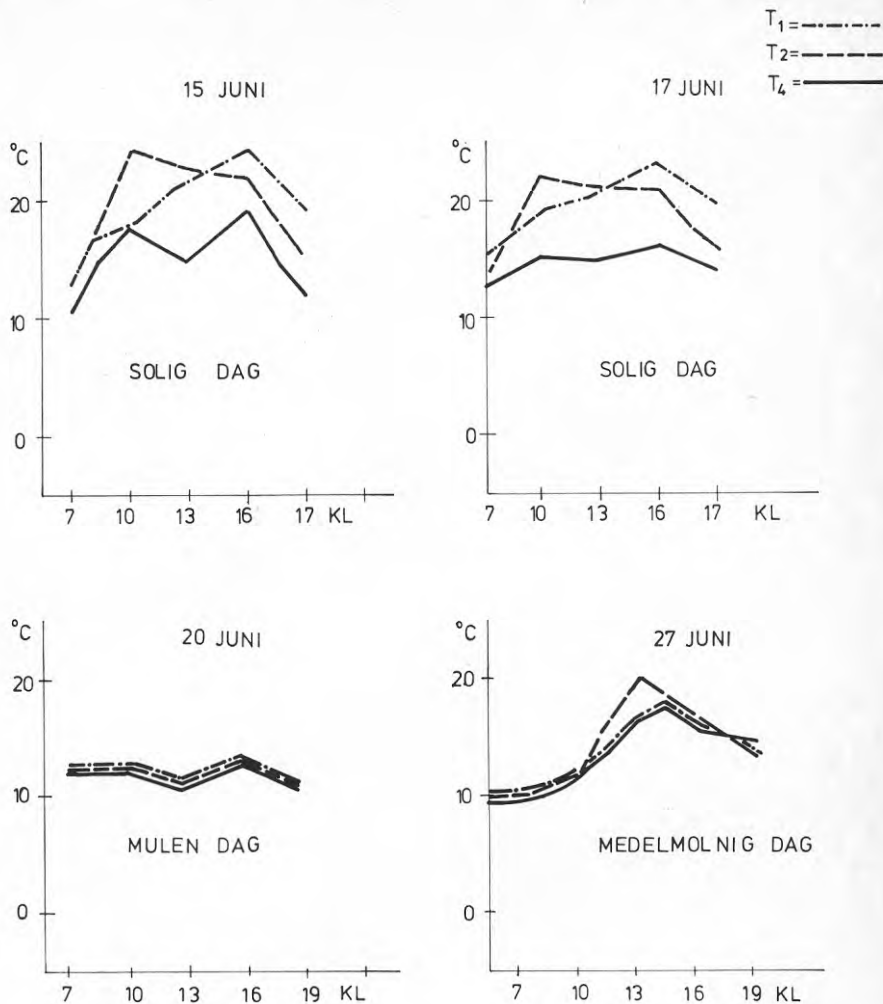 T1=
T2=
T4=
15 JUNI
°C
20
10
0
SOLIG DAG
7 10 13 16 17 KL
17 JUNI
°C
20
10
0
SOLIG DAG
7 10 13 16 17 KL
20 JUNI
°C
20
10
0
MULEN DAG
7 10 13 16 19 KL
27 JUNI
°C
20
10
0
MEDELMOLNIG DAG
7 10 13 16 19 KL